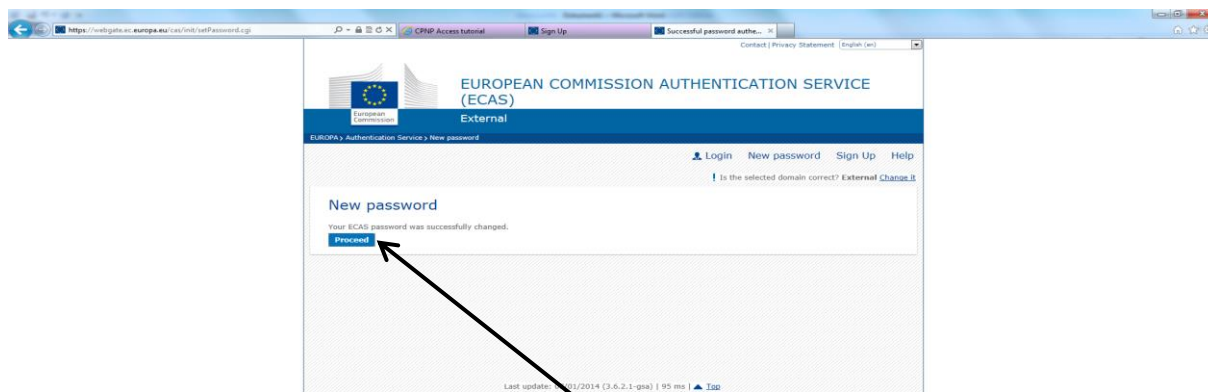 https://webgate.ec.europa.eu/cas/init/setPassword.cgi
CPNP Access tutorial
Sign Up
Successful password authe...
Contact | Privacy Statement English (en)
EUROPEAN COMMISSION AUTHENTICATION SERVICE
(ECAS)
European
Commission
External
EUROPA > Authentication Service > New password
Login New password Sign Up Help
! Is the selected domain correct? External Change it
New password
Your ECAS password was successfully changed.
Proceed
Last update: /01/2014 (3.6.2.1-gsa) | 95 ms | Top